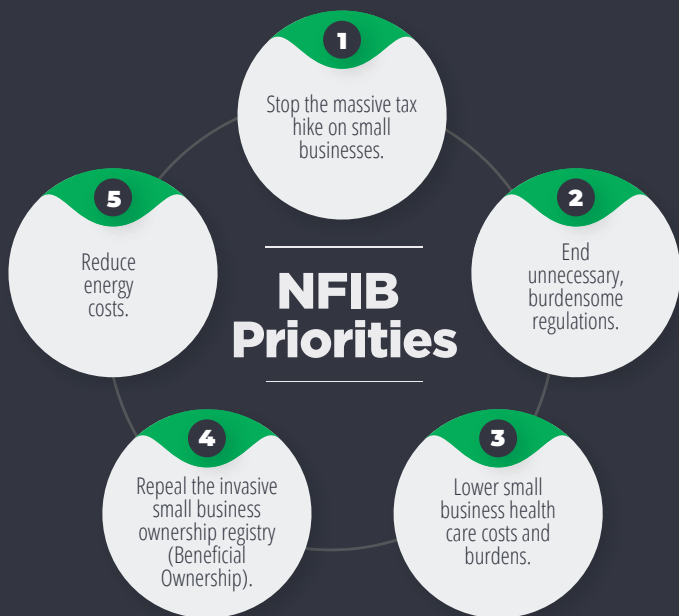 NFIB
Priorities
1
Stop the massive tax
hike on small
businesses.
2
End
unnecessary,
burdensome
regulations.
3
Lower small
business health
care costs and
burdens.
4
Repeal the invasive
small business
ownership registry
(Beneficial
Ownership).
5
Reduce
energy
costs.